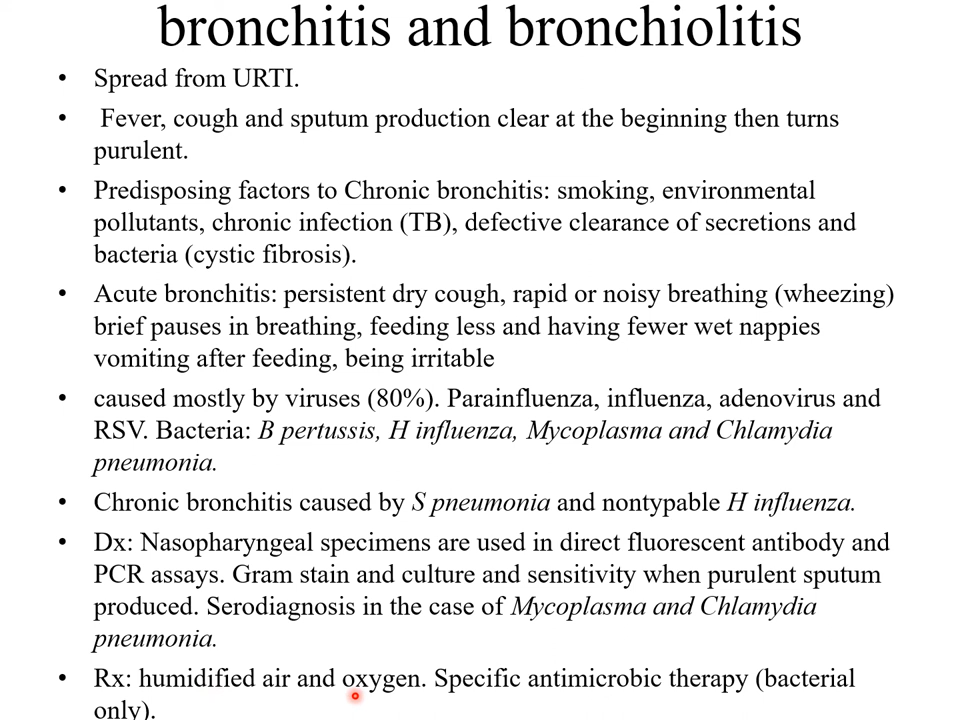 bronchitis and bronchiolitis
• Spread from URTI.
• Fever, cough and sputum production clear at the beginning then turns
purulent.
• Predisposing factors to Chronic bronchitis: smoking, environmental
pollutants, chronic infection (TB), defective clearance of secretions and
bacteria (cystic fibrosis).
• Acute bronchitis: persistent dry cough, rapid or noisy breathing (wheezing)
brief pauses in breathing, feeding less and having fewer wet nappies
vomiting after feeding, being irritable
• caused mostly by viruses (80%). Parainfluenza, influenza, adenovirus and
RSV. Bacteria: B pertussis, H influenza, Mycoplasma and Chlamydia
pneumonia.
• Chronic bronchitis caused by S pneumonia and nontypable H influenza.
• Dx: Nasopharyngeal specimens are used in direct fluorescent antibody and
PCR assays. Gram stain and culture and sensitivity when purulent sputum
produced. Serodiagnosis in the case of Mycoplasma and Chlamydia
pneumonia.
• Rx: humidified air and oxygen. Specific antimicrobic therapy (bacterial
only).